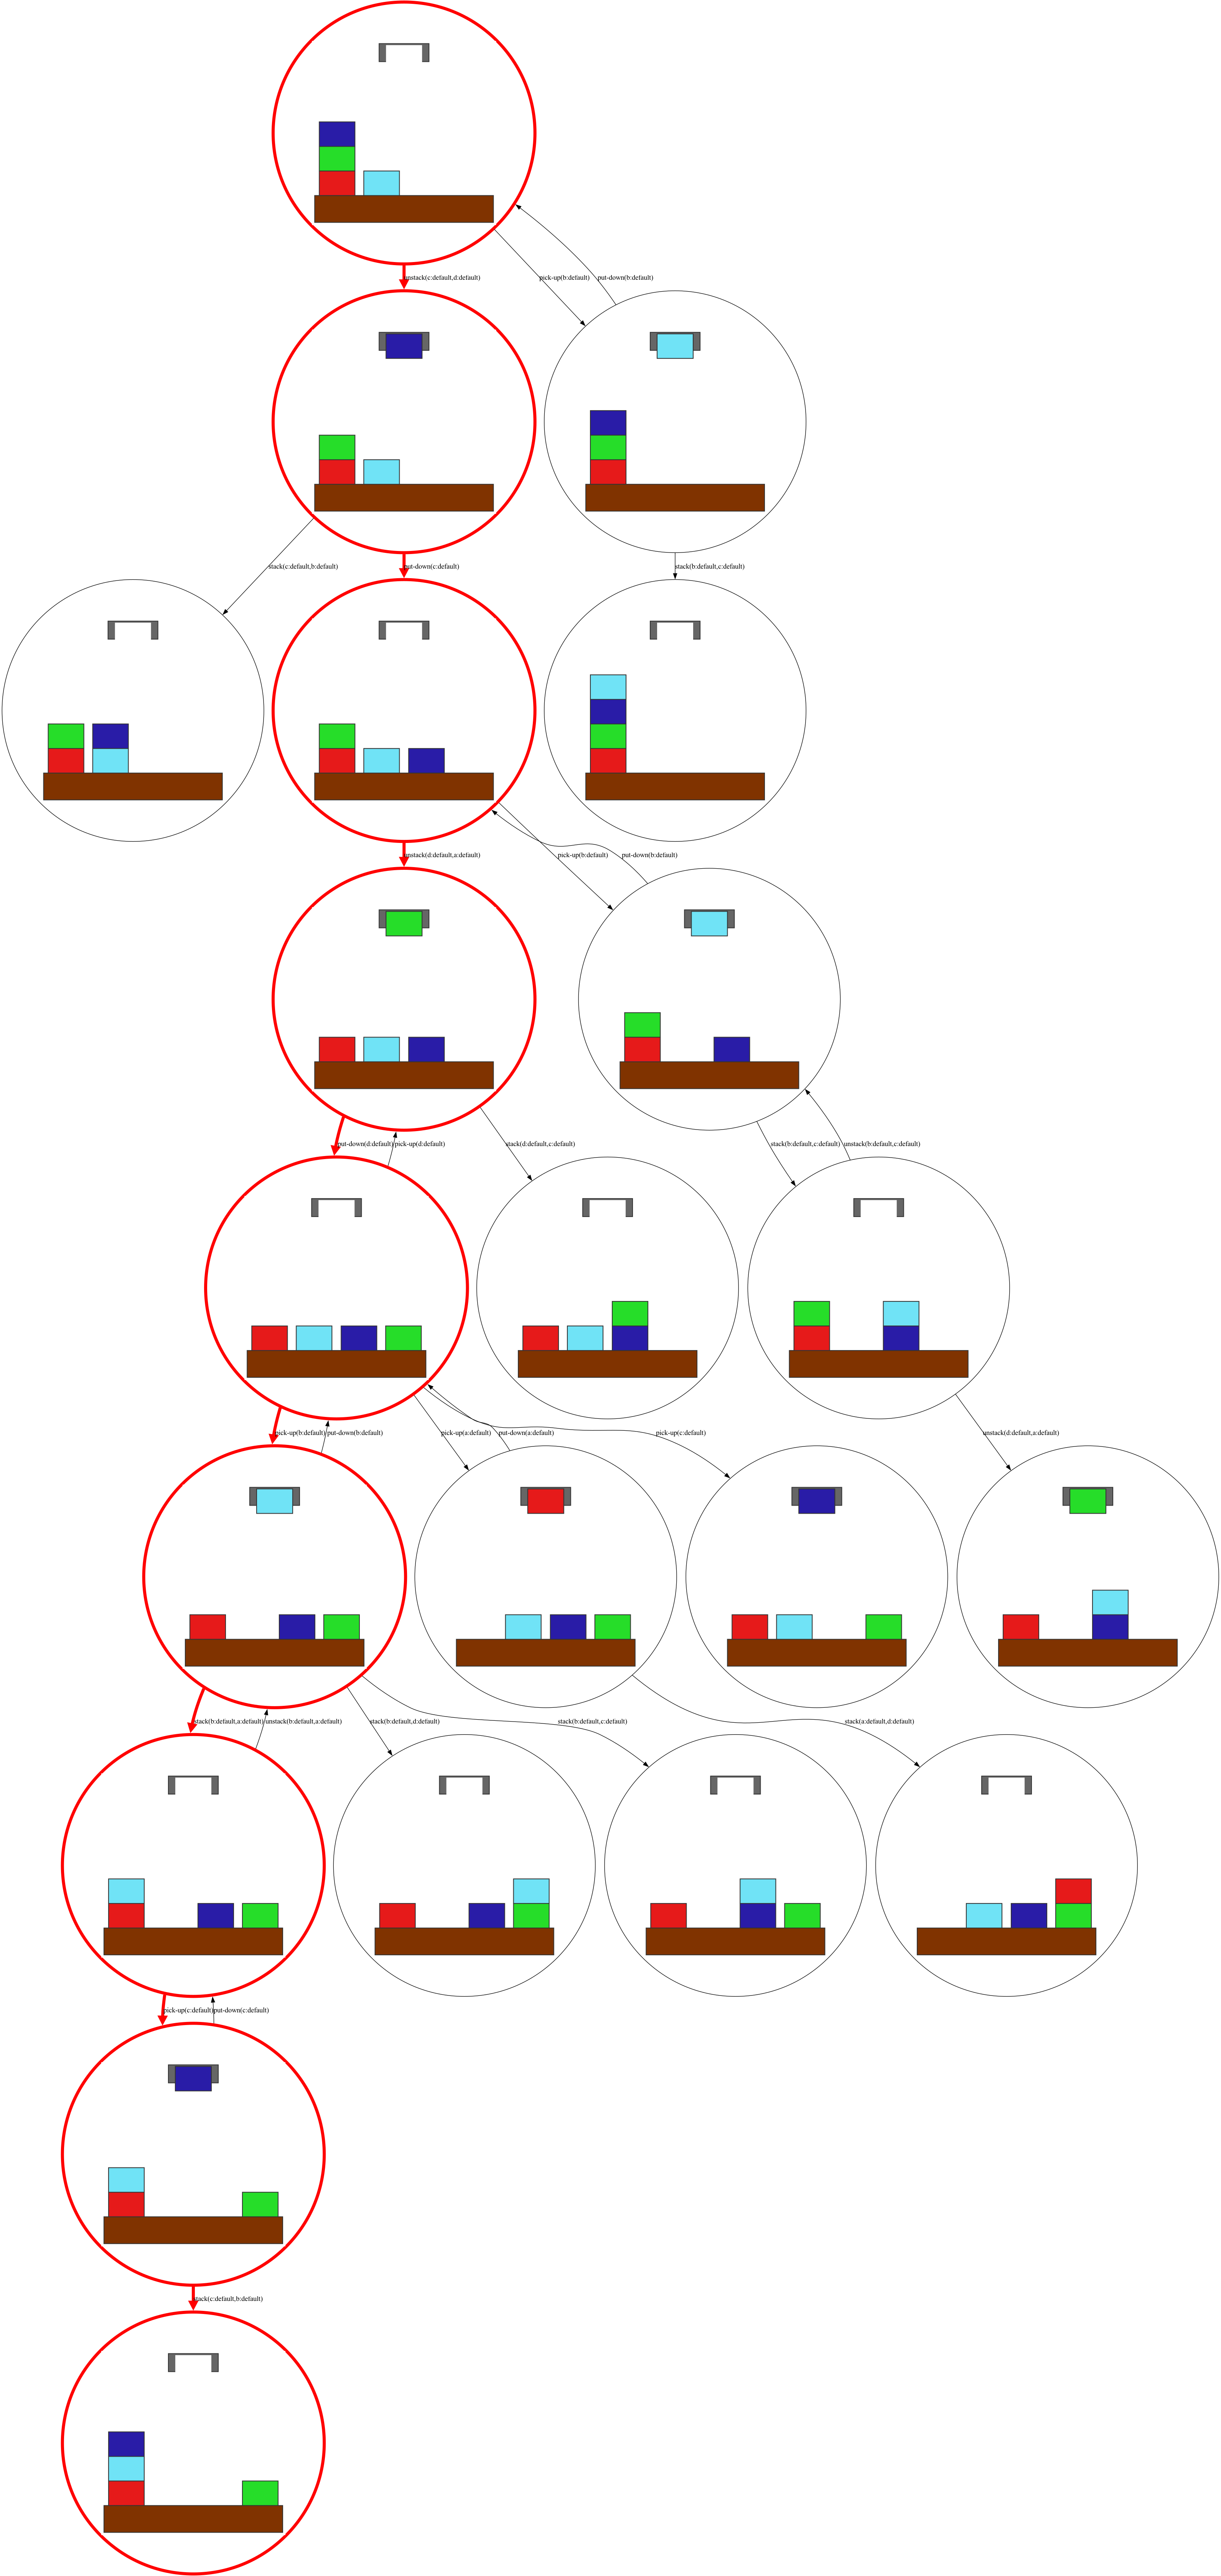 unstack(c:default,d:default)
pick-up(b:default)
put-down(b:default)
stack(c:default,b:default)
put-down(c:default)
stack(b:default,c:default)
unstack(d:default,a:default)
pick-up(b:default)
put-down(b:default)
put-down(d:default)
pick-up(d:default)
stack(d:default,c:default)
stack(b:default,c:default)
unstack(b:default,c:default)
pick-up(b:default)
put-down(b:default)
pick-up(a:default)
put-down(a:default)
pick-up(c:default)
unstack(d:default,a:default)
stack(b:default,a:default)
unstack(b:default,a:default)
stack(b:default,d:default)
stack(b:default,c:default)
stack(a:default,d:default)
pick-up(c:default)
put-down(c:default)
stack(c:default,b:default)